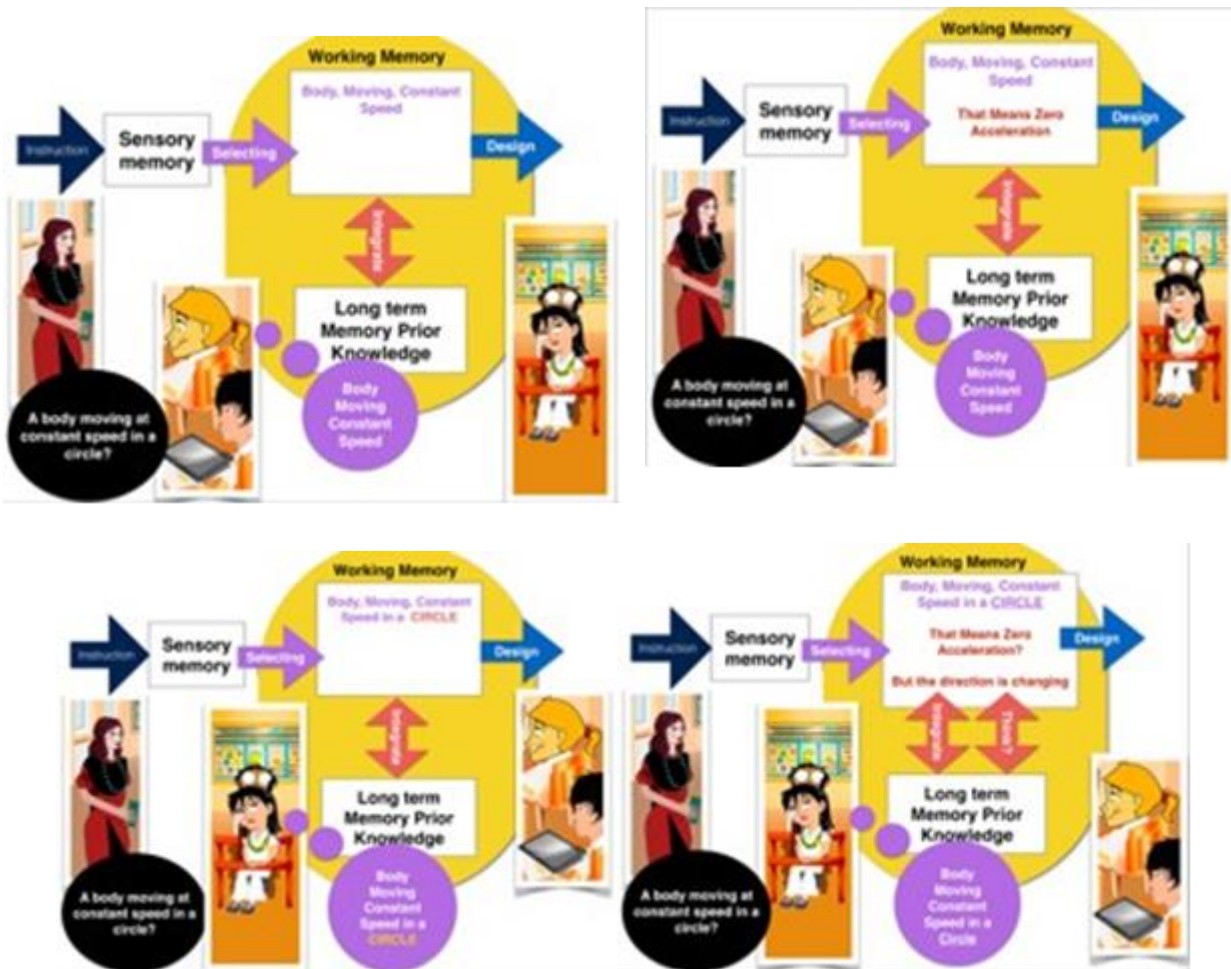 Working Memory
Body, Moving, Constant
Speed
Instruction
Sensory
memory
Selecting
Design
Integrate
Long term
Memory Prior
Knowledge
Body
Moving
Constant
Speed
A body moving at
constant speed in a
circle?
Working Memory
Body, Moving, Constant
Speed
That Means Zero
Acceleration
Instruction
Sensory
memory
Selecting
Design
Integrate
Long term
Memory Prior
Knowledge
Body
Moving
Constant
Speed
A body moving at
constant speed in a
circle?
Working Memory
Body, Moving, Constant
Speed in a CIRCLE
Instruction
Sensory
memory
Selecting
Design
Integrate
Long term
Memory Prior
Knowledge
Body
Moving
Constant
Speed in a
CIRCLE
A body moving at
constant speed in a
circle?
Working Memory
Body, Moving, Constant
Speed in a CIRCLE
That Means Zero
Acceleration?
But the direction is changing
Instruction
Sensory
memory
Selecting
Design
Integrate
Think?
Long term
Memory Prior
Knowledge
Body
Moving
Constant
Speed in a
Circle
A body moving at
constant speed in a
circle?